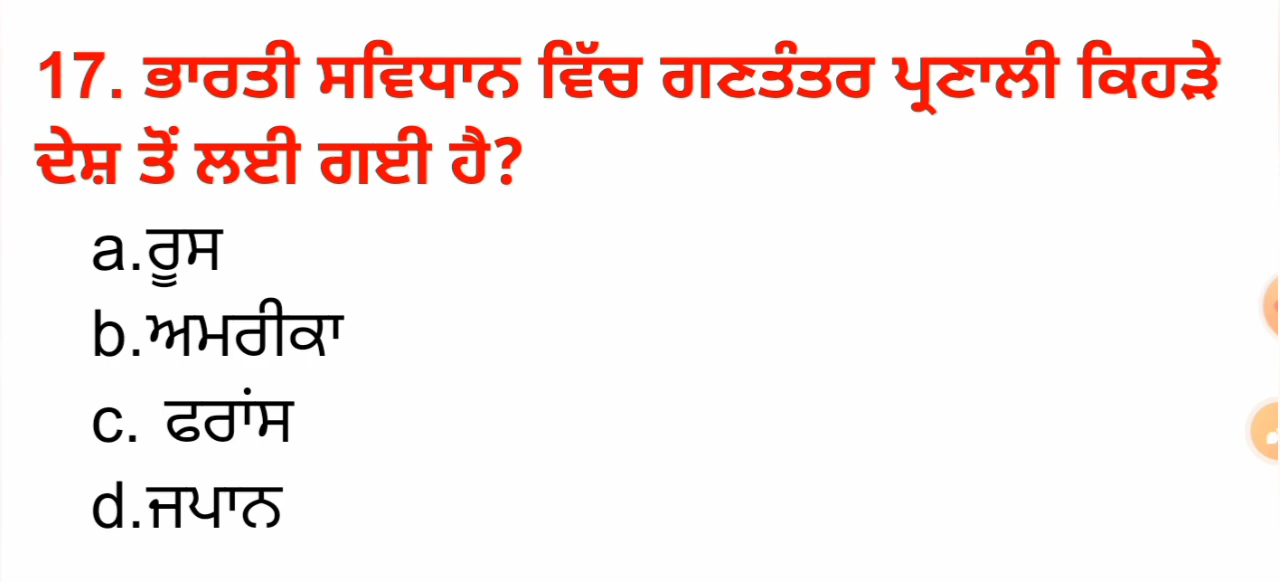 17. ਭਾਰਤੀ ਸਵਿਧਾਨ ਵਿੱਚ ਗਣਤੰਤਰ ਪ੍ਰਣਾਲੀ ਕਿਹੜੇ
ਦੇਸ਼ ਤੋਂ ਲਈ ਗਈ ਹੈ?
a.ਰੂਸ
b.ਅਮਰੀਕਾ
c. ਫਰਾਂਸ
d.ਜਪਾਨ